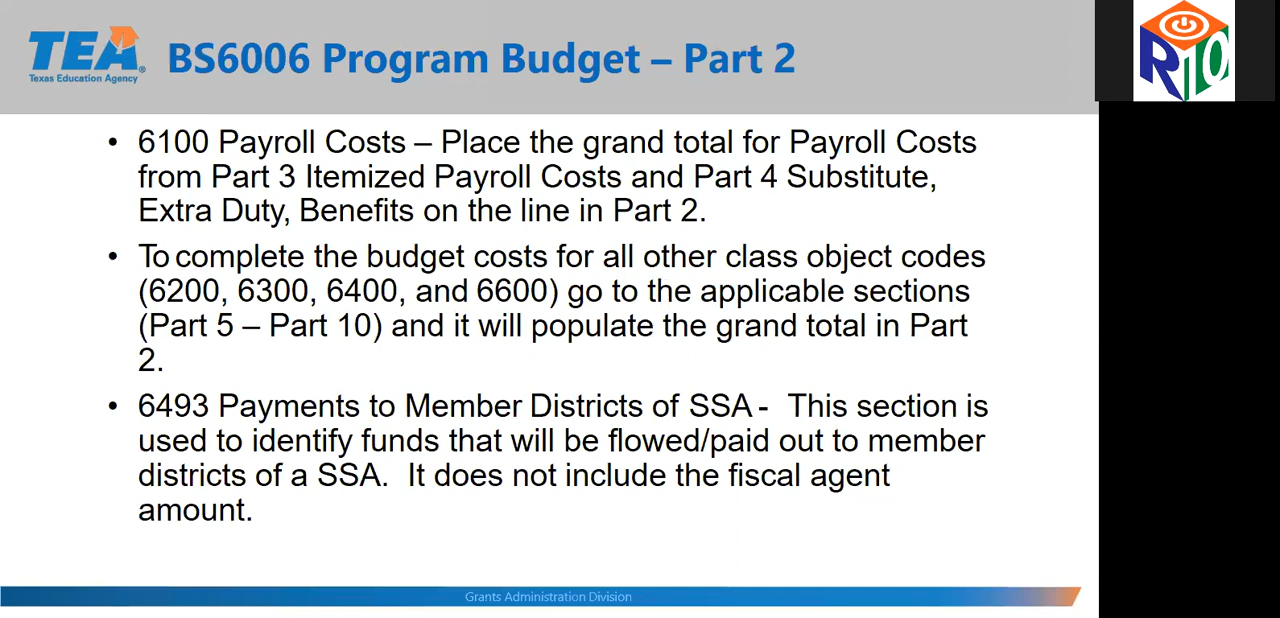 TEA
Texas Education Agency
BS6006 Program Budget – Part 2
R10
• 6100 Payroll Costs – Place the grand total for Payroll Costs
from Part 3 Itemized Payroll Costs and Part 4 Substitute,
Extra Duty, Benefits on the line in Part 2.
• To complete the budget costs for all other class object codes
(6200, 6300, 6400, and 6600) go to the applicable sections
(Part 5 – Part 10) and it will populate the grand total in Part
2.
• 6493 Payments to Member Districts of SSA -  This section is
used to identify funds that will be flowed/paid out to member
districts of a SSA.  It does not include the fiscal agent
amount.
Grants Administration Division